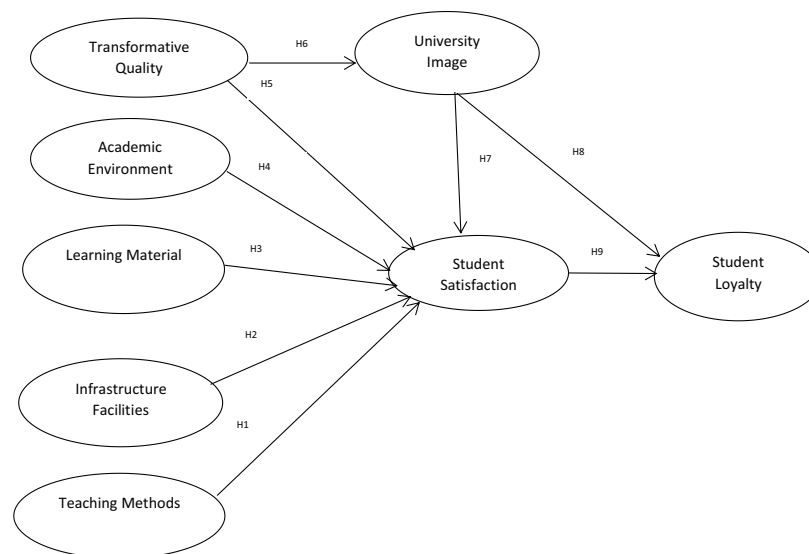 Transformative
Quality
H6
University
Image
H5
Academic
Environment
H4
H7
H8
Learning Material
H3
Student
Satisfaction
H9
Student
Loyalty
H2
Infrastructure
Facilities
H1
Teaching Methods